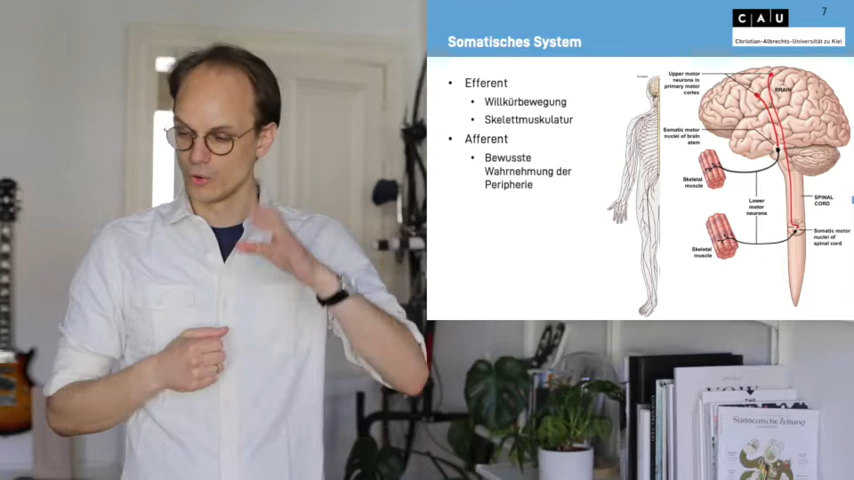 7
CAU
Christian-Albrechts-Universität zu Kiel
Somatisches System
• Efferent
• Willkürbewegung
• Skelettmuskulatur
• Afferent
• Bewusste
Wahrnehmung der
Peripherie
Upper motor
neurons in
primary motor
cortex
BRAIN
Somatic motor
nuclei of brain
stem
Skeletal
muscle
Lower
motor
neurons
SPINAL
CORD
Skeletal
muscle
Somatic motor
nuclei of
spinal cord
THE
Süddeutsche Zeitung